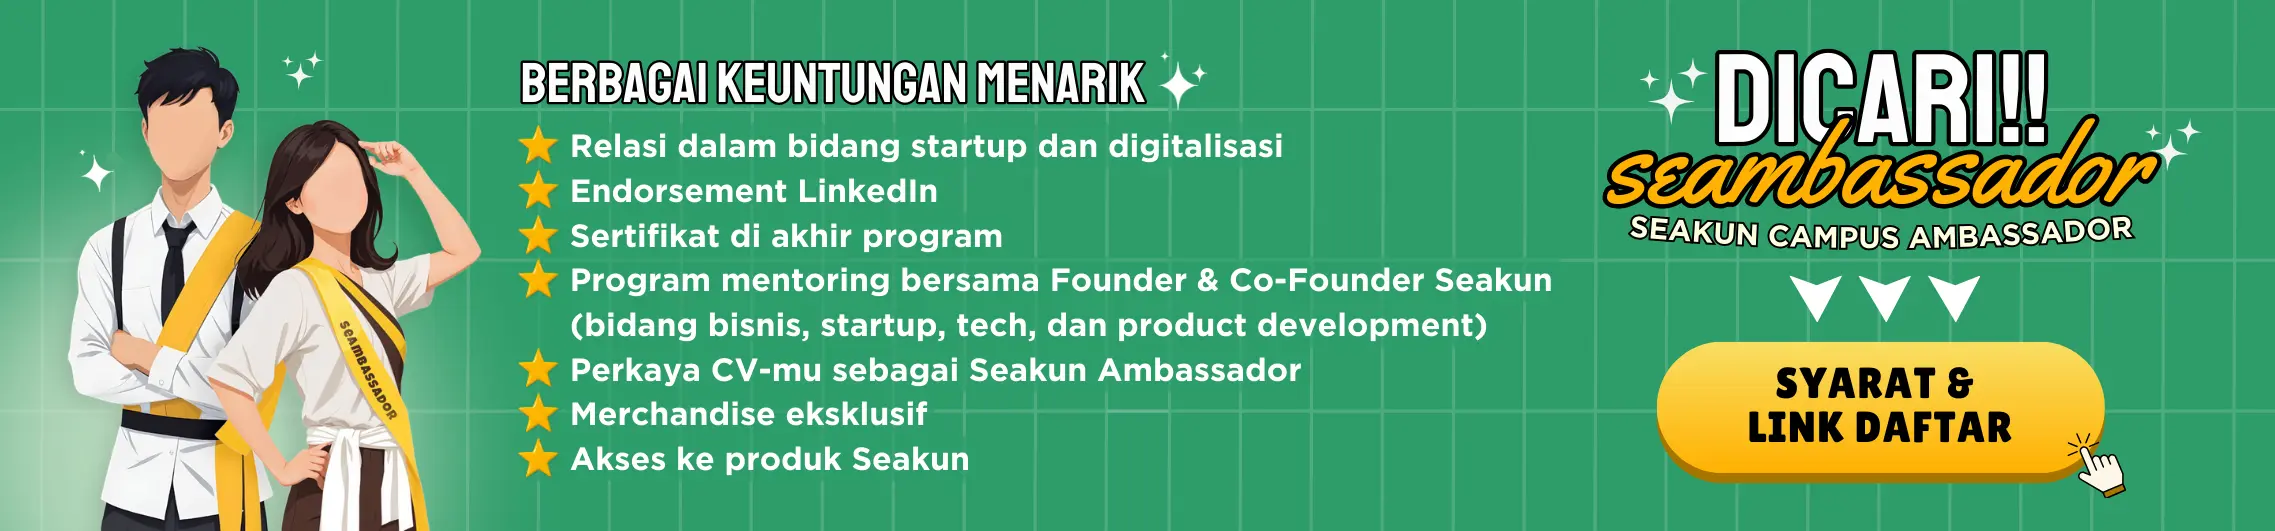 BERBAGAI KEUNTUNGAN MENARIK
Relasi dalam bidang startup dan digitalisasi
Endorsement LinkedIn
Sertifikat di akhir program
Program mentoring bersama Founder & Co-Founder Seakun
(bidang bisnis, startup, tech, dan product development)
Perkaya CV-mu sebagai Seakun Ambassador
Merchandise eksklusif
Akses ke produk Seakun
DICARI!!
seambassador
SEAKUN CAMPUS AMBASSADOR
SYARAT &
LINK DAFTAR
SEAMBASSADOR